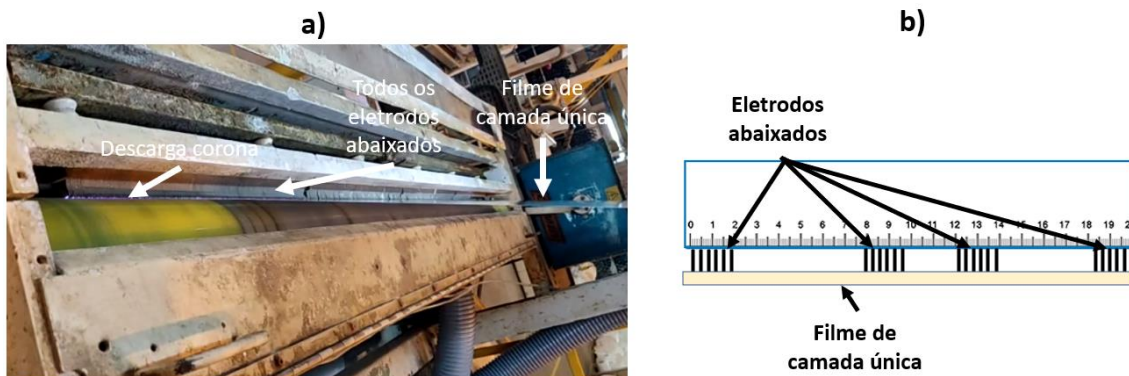 a)
Descarga corona
Todos os
eletrodos
abaixados
Filme de
camada única
b)
Eletrodos
abaixados
0 1 2 3 4 5 6 7 8 9 10 11 12 13 14 15 16 17 18 19 2
Filme de
camada única